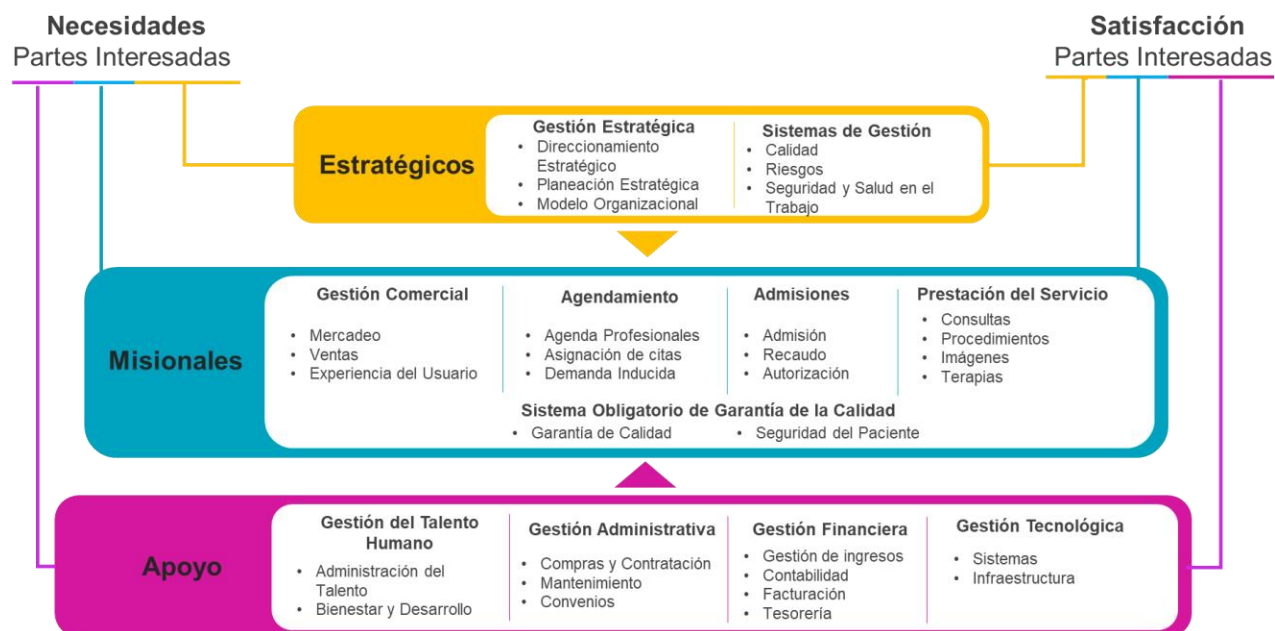 Necesidades
Partes Interesadas
Satisfacción
Partes Interesadas
Estratégicos
Gestión Estratégica
• Direccionamiento
Estratégico
• Planeación Estratégica
• Modelo Organizacional
Sistemas de Gestión
• Calidad
• Riesgos
• Seguridad y Salud en el
Trabajo
Misionales
Gestión Comercial
• Mercadeo
• Ventas
• Experiencia del Usuario
Agendamiento
• Agenda Profesionales
• Asignación de citas
• Demanda Inducida
Admisiones
• Admisión
• Recaudo
• Autorización
Prestación del Servicio
• Consultas
• Procedimientos
• Imágenes
• Terapias
Sistema Obligatorio de Garantía de la Calidad
• Garantía de Calidad
• Seguridad del Paciente
Apoyo
Gestión del Talento
Humano
• Administración del
Talento
• Bienestar y Desarrollo
Gestión Administrativa
• Compras y Contratación
• Mantenimiento
• Convenios
Gestión Financiera
• Gestión de ingresos
• Contabilidad
• Facturación
• Tesorería
Gestión Tecnológica
• Sistemas
• Infraestructura